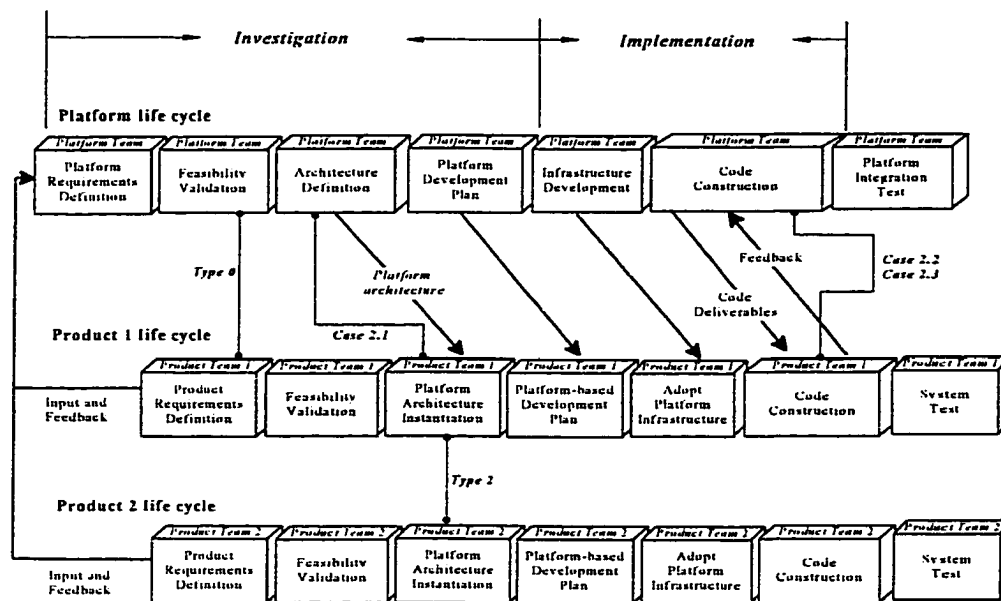 Investigation
Implementation
Platform life cycle
Platform Team
Platform Team
Platform Team
Platform Team
Platform Team
Platform Team
Platform Team
Platform
Requirements
Definition
Feasibility
Validation
Architecture
Definition
Platform
Development
Plan
Infrastructure
Development
Code
Construction
Platform
Integration
Test
Type 0
Platform
architecture
Case 2.1
Code
Deliverables
Feedback
Case 2.2
Case 2.3
Product 1 life cycle
Product Team 1
Product Team 1
Product Team 1
Product Team 1
Product Team 1
Product Team 1
Product Team 1
Input and
Feedback
Product
Requirements
Definition
Feasibility
Validation
Platform
Architecture
Instantiation
Platform-based
Development
Plan
Adopt
Platform
Infrastructure
Code
Construction
System
Test
Type 2
Product 2 life cycle
Product Team 2
Product Team 2
Product Team 2
Product Team 2
Product Team 2
Product Team 2
Product Team 2
Input and
Feedback
Product
Requirements
Definition
Feasibility
Validation
Platform
Architecture
Instantiation
Platform-based
Development
Plan
Adopt
Platform
Infrastructure
Code
Construction
System
Test